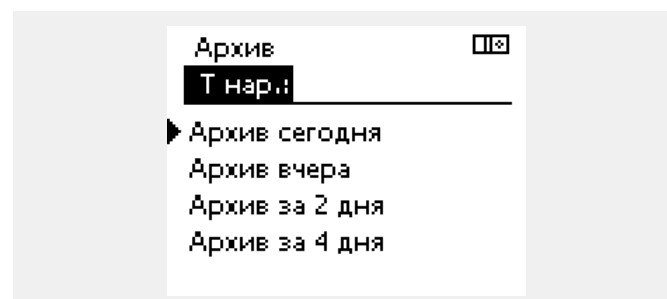 Архив
Т нар.:
Архив сегодня
Архив вчера
Архив за 2 дня
Архив за 4 дня